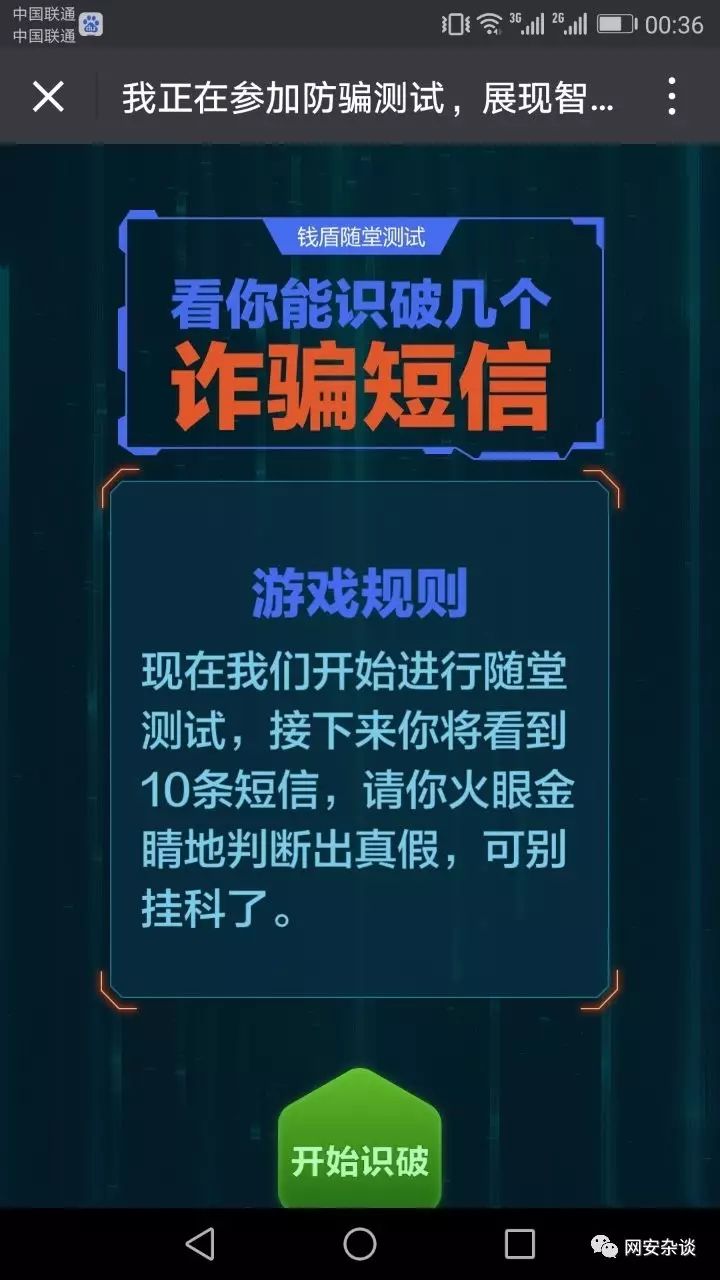 中国联通
中国联通
du
3G 2G 00:36
我正在参加防骗测试，展现智...
钱盾随堂测试
看你能识破几个
诈骗短信
游戏规则
现在我们开始进行随堂
测试，接下来你将看到
10条短信，请你火眼金
睛地判断出真假，可别
挂科了。
开始识破
网安杂谈